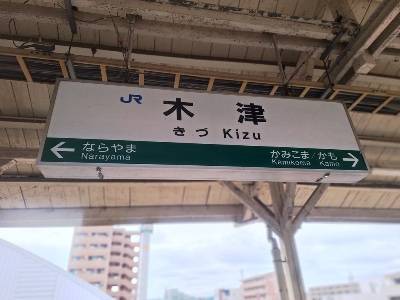 JR 木津
きづ Kizu
← ならやま かみこま/かも →
Narayama Kamikoma Kamo